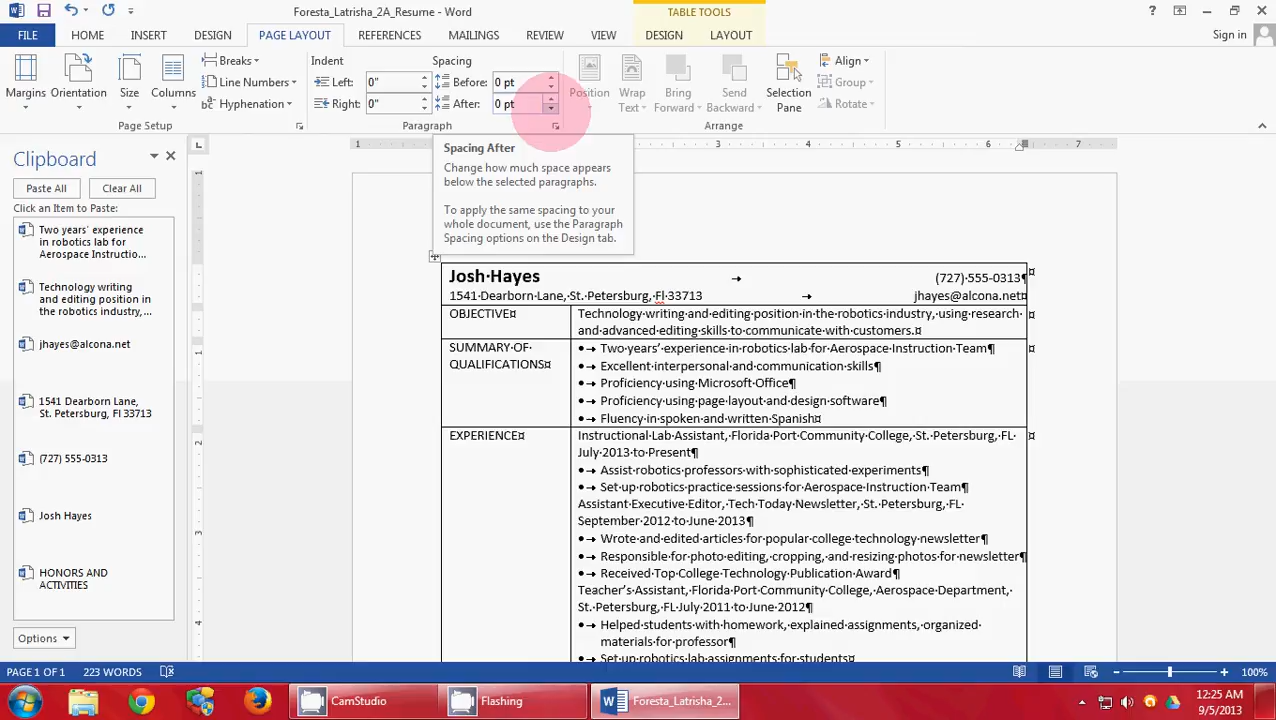 Foresta_Latrisha_2A_Resume - Word
TABLE TOOLS
?
FILE
HOME
INSERT
DESIGN
PAGE LAYOUT
REFERENCES
MAILINGS
REVIEW
VIEW
DESIGN
LAYOUT
Sign in
Margins
Orientation
Size
Columns
Breaks
Line Numbers
Hyphenation
Page Setup
Indent
Left: 0"
Right: 0"
Spacing
Before: 0 pt
After: 0 pt
Paragraph
Position
Wrap
Text
Bring
Forward
Send
Backward
Selection
Pane
Align
Group
Rotate
Arrange
Spacing After
Change how much space appears
below the selected paragraphs.
To apply the same spacing to your
whole document, use the Paragraph
Spacing options on the Design tab.
Clipboard
Paste All
Clear All
Click an Item to Paste:
Two years' experience
in robotics lab for
Aerospace Instructio...
Technology writing
and editing position in
the robotics industry,...
jhayes@alcona.net
1541 Dearborn Lane,
St. Petersburg, Fl 33713
(727) 555-0313
Josh Hayes
HONORS AND
ACTIVITIES
Options
1 3 4 5 6 7
1
1
2
3
4
Josh·Hayes → (727)·555-0313¶
1541·Dearborn·Lane,·St.·Petersburg,·Fl·33713 → jhayes@alcona.net¤
OBJECTIVE¤
Technology·writing·and·editing·position·in·the·robotics·industry,·using·research·
and·advanced·editing·skills·to·communicate·with·customers.¤
SUMMARY·OF·
QUALIFICATIONS¤
•→Two·years'·experience·in·robotics·lab·for·Aerospace·Instruction·Team¶
•→Excellent·interpersonal·and·communication·skills¶
•→Proficiency·using·Microsoft·Office¶
•→Proficiency·using·page·layout·and·design·software¶
•→Fluency·in·spoken·and·written·Spanish¤
EXPERIENCE¤
Instructional·Lab·Assistant,·Florida·Port·Community·College,·St.·Petersburg,·FL·
July·2013·to·Present¶
•→Assist·robotics·professors·with·sophisticated·experiments¶
•→Set·up·robotics·practice·sessions·for·Aerospace·Instruction·Team¶
Assistant·Executive·Editor,·Tech·Today·Newsletter,·St.·Petersburg,·FL·
September·2012·to·June·2013¶
•→Wrote·and·edited·articles·for·popular·college·technology·newsletter¶
•→Responsible·for·photo·editing,·cropping,·and·resizing·photos·for·newsletter¶
•→Received·Top·College·Technology·Publication·Award¶
Teacher's·Assistant,·Florida·Port·Community·College,·Aerospace·Department,·
St.·Petersburg,·FL·July·2011·to·June·2012¶
•→Helped·students·with·homework,·explained·assignments,·organized·
materials·for·professor¶
•→Set·up·robotics·lab·assignments·for·students¤
PAGE 1 OF 1
223 WORDS
100%
CamStudio
Flashing
Foresta_Latrisha_2...
12:25 AM
9/5/2013